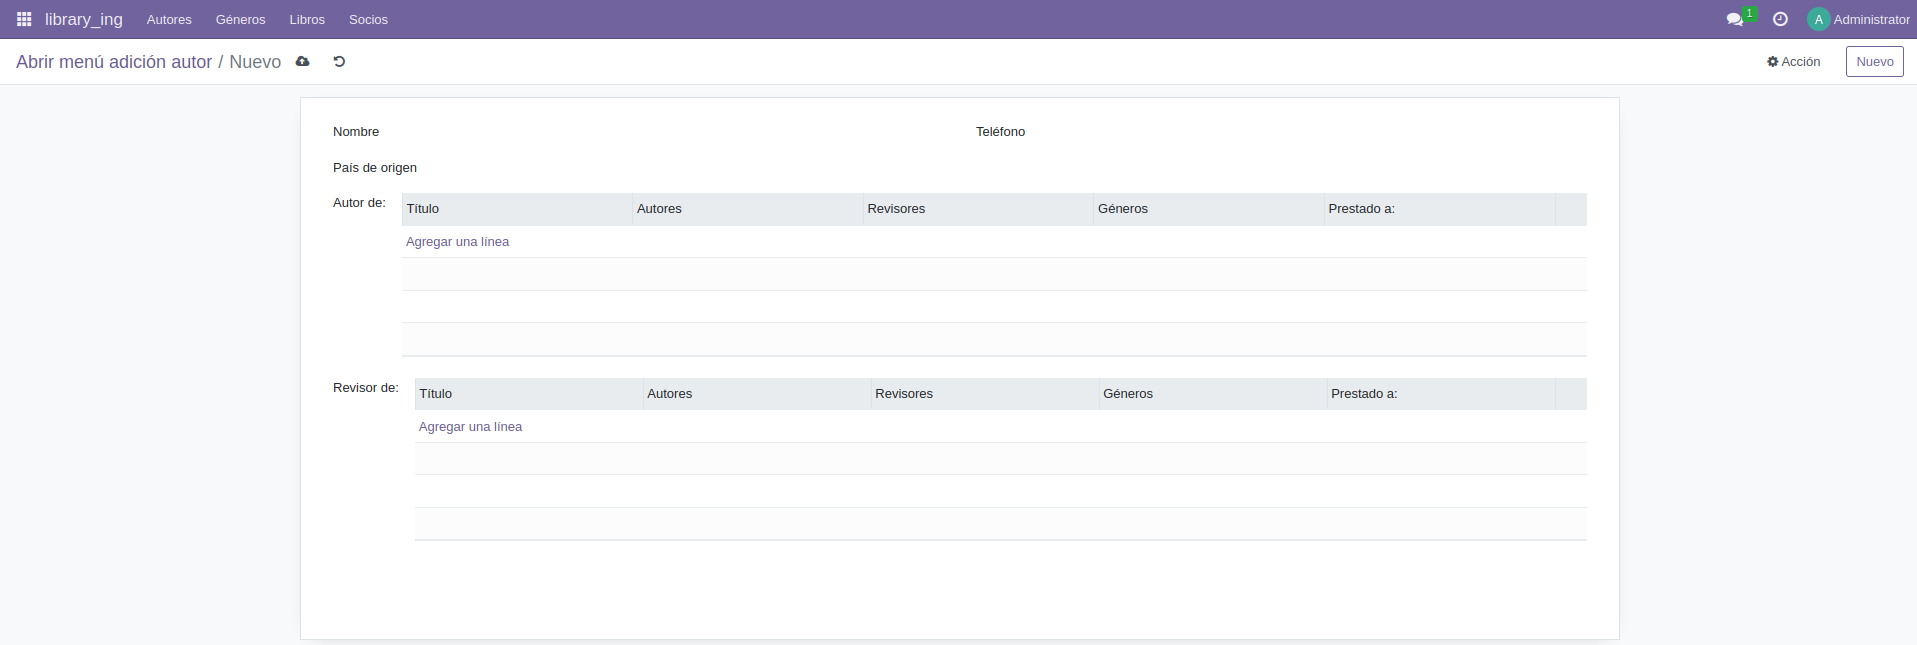 library_ing Autores Géneros Libros Socios 1 A Administrator
Abrir menú adición autor / Nuevo Acción Nuevo
Nombre Teléfono
País de origen
Autor de: Título Autores Revisores Géneros Prestado a:
Agregar una línea
Revisor de: Título Autores Revisores Géneros Prestado a:
Agregar una línea